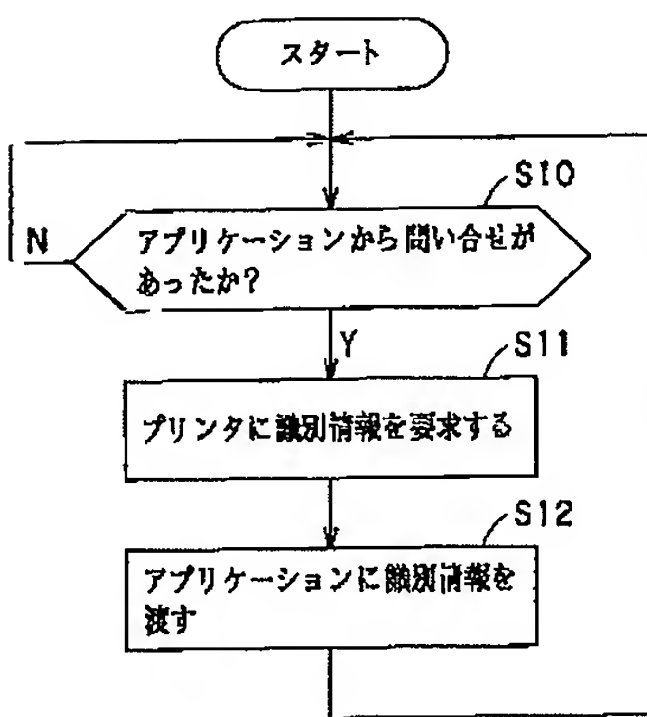 スタート
S10
N
アプリケーションから問い合せが
あったか?
Y
S11
プリンタに識別情報を要求する
S12
アプリケーションに識別情報を
渡す